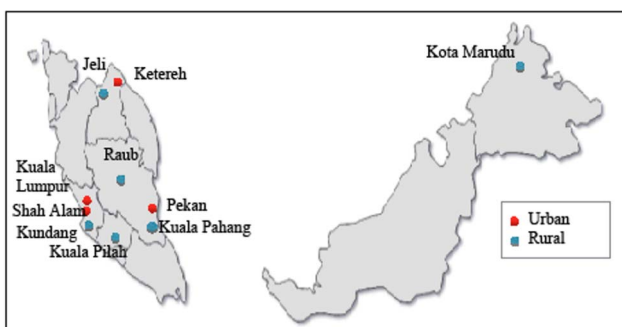 Jeli
Ketereh
Kota Marudu
Raub
Kuala
Lumpur
Shah Alam
Pekan
Kundang
Kuala Pahang
Kuala Pilah
Urban
Rural